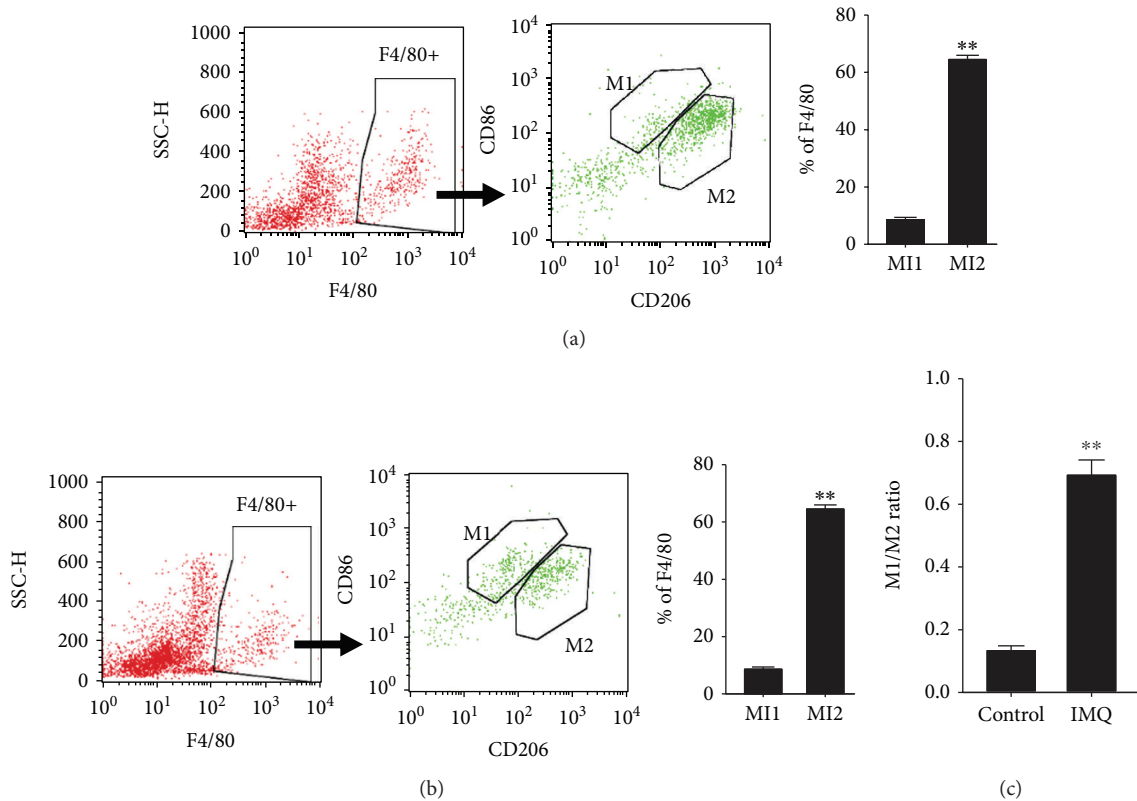 1000
800
600
400
200
0
SSC-H
F4/80+
10^0 10^1 10^2 10^3 10^4
F4/80
10^4
10^3
10^2
10^1
10^0
CD86
M1
M2
10^0 10^1 10^2 10^3 10^4
CD206
80
60
40
20
0
% of F4/80
**
MI1 MI2
(a)
1000
800
600
400
200
0
SSC-H
F4/80+
10^0 10^1 10^2 10^3 10^4
F4/80
10^4
10^3
10^2
10^1
10^0
CD86
M1
M2
10^0 10^1 10^2 10^3 10^4
CD206
80
60
40
20
0
% of F4/80
**
MI1 MI2
(b)
1.0
0.8
0.6
0.4
0.2
0.0
M1/M2 ratio
**
Control IMQ
(c)